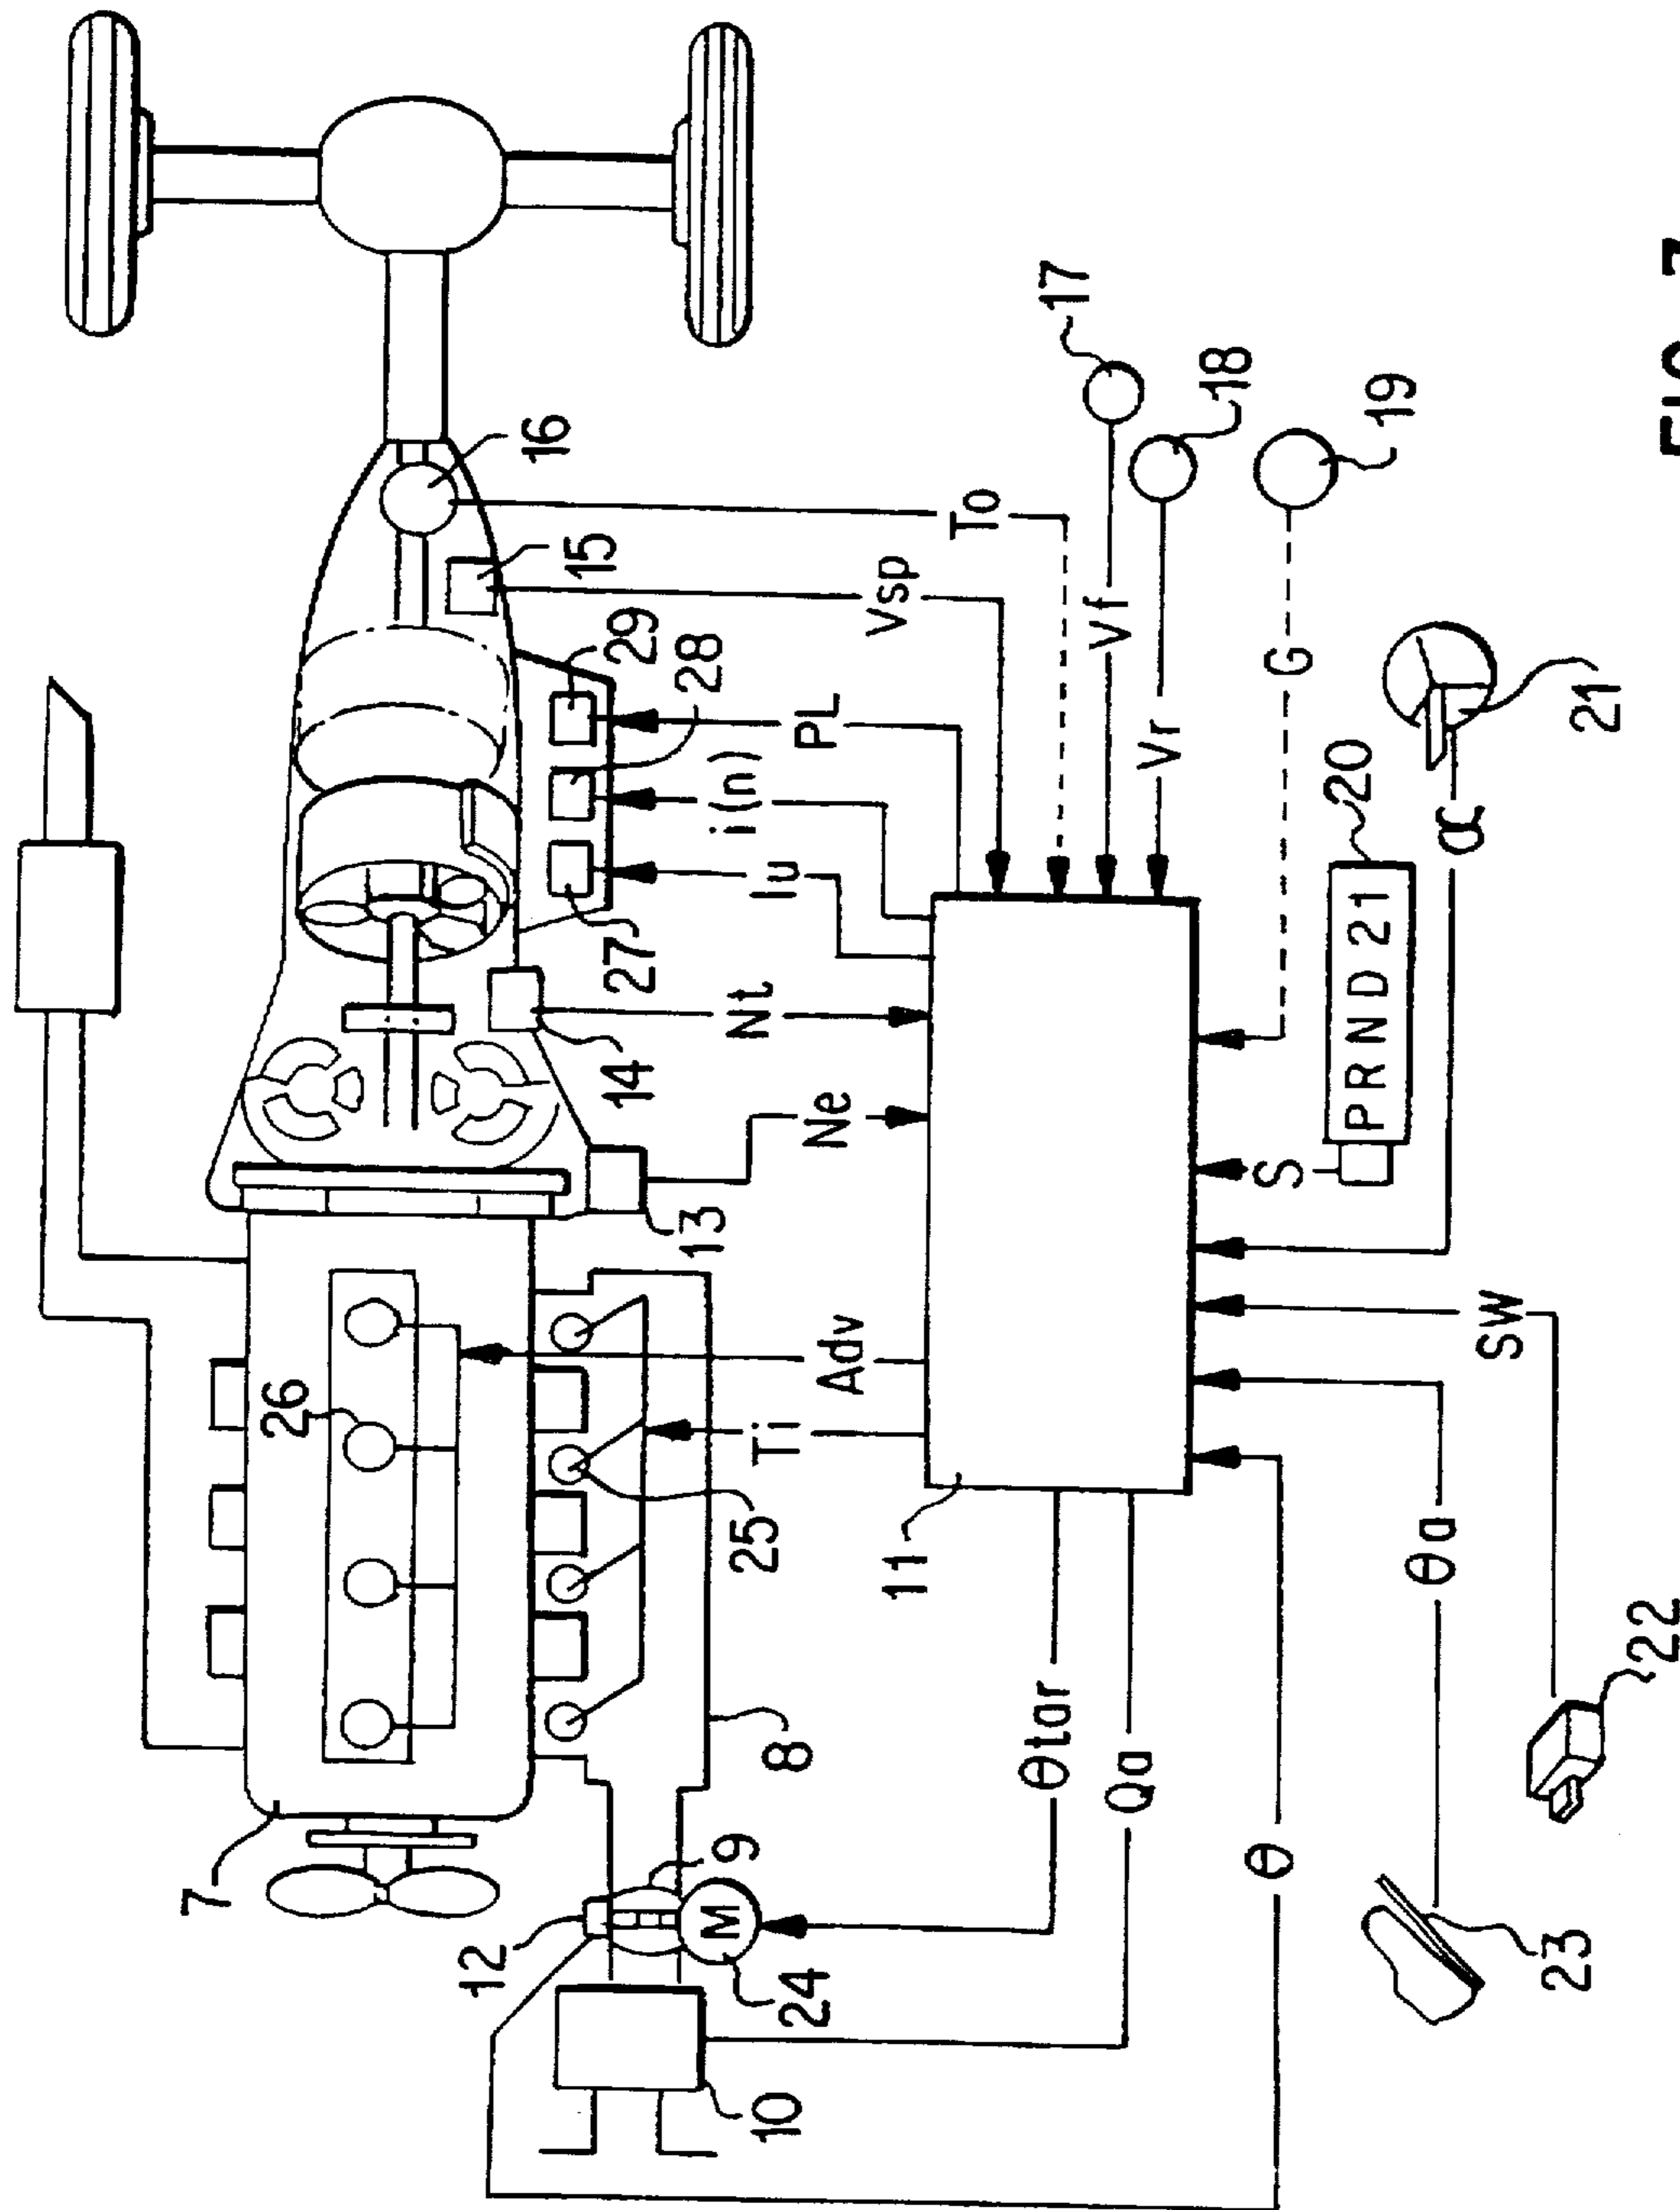 7
26
12
16
15
14
27
29
13
28
9
25
10
24
8
M
Ti
Adv
Ne
Nt
Iu
i(n)
PL
Vsp
11
To
θtar
17
Qa
Vf
Vr
18
θ
G
19
S
PRND21
20
θa
α
SW
23
21
22
FIG.